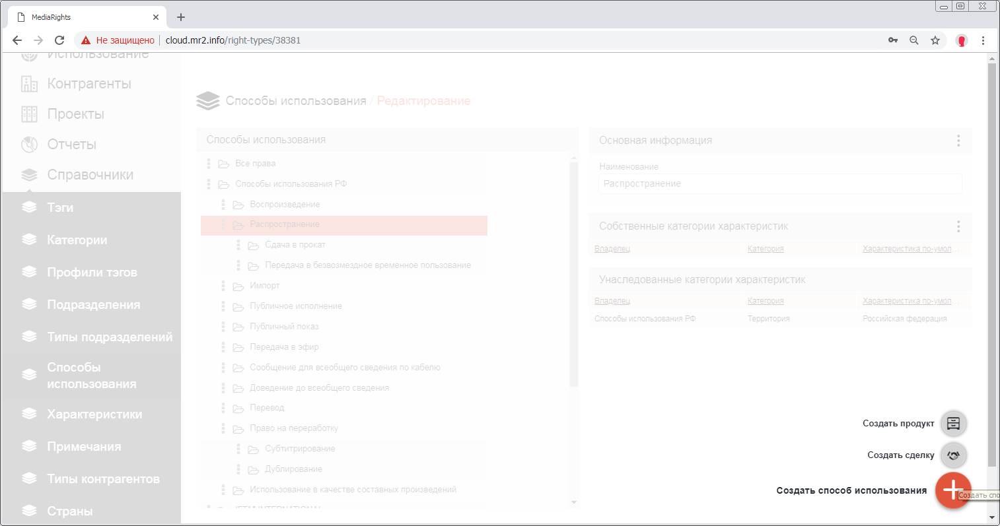 MediaRights
Не защищено
cloud.mr2.info/right-types/38381
Использование
Контрагенты
Проекты
Отчеты
Справочники
Тэги
Категории
Профили тэгов
Подразделения
Типы подразделений
Способы
использования
Характеристики
Примечания
Типы контрагентов
Страны
Способы использования / Редактирование
Способы использования
Все права
Способы использования РФ
Воспроизведение
Распространение
Сдача в прокат
Передача в безвозмездное временное пользование
Импорт
Публичное исполнение
Публичный показ
Передача в эфир
Сообщение для всеобщего сведения по кабелю
Доведение до всеобщего сведения
Перевод
Право на переработку
Субтитрирование
Дублирование
Использование в качестве составных произведений
Основная информация
Наименование
Распространение
Собственные категории характеристик
Владелец Категория Характеристика по-умол...
Унаследованные категории характеристик
Владелец Категория Характеристика по-умол...
Способы использования РФ Территория Российская федерация
Создать продукт
Создать сделку
Создать способ использования
Создать спо